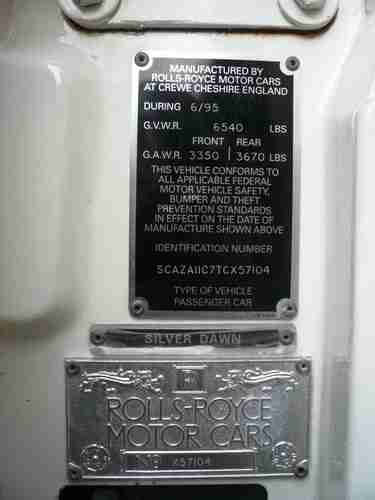 MANUFACTURED BY
ROLLS-ROYCE MOTOR CARS
AT CREWE CHESHIRE ENGLAND
DURING 6/95
G.V.W.R. 6540 LBS
FRONT REAR
G.A.W.R. 3350 3670 LBS
THIS VEHICLE CONFORMS TO
ALL APPLICABLE FEDERAL
MOTOR VEHICLE SAFETY,
BUMPER AND THEFT
PREVENTION STANDARDS
IN EFFECT ON THE DATE OF
MANUFACTURE SHOWN ABOVE
IDENTIFICATION NUMBER
SCAZA11C7TCX57104
TYPE OF VEHICLE
PASSENGER CAR
SILVER DAWN
ROLLS-ROYCE
MOTOR CARS
X57104